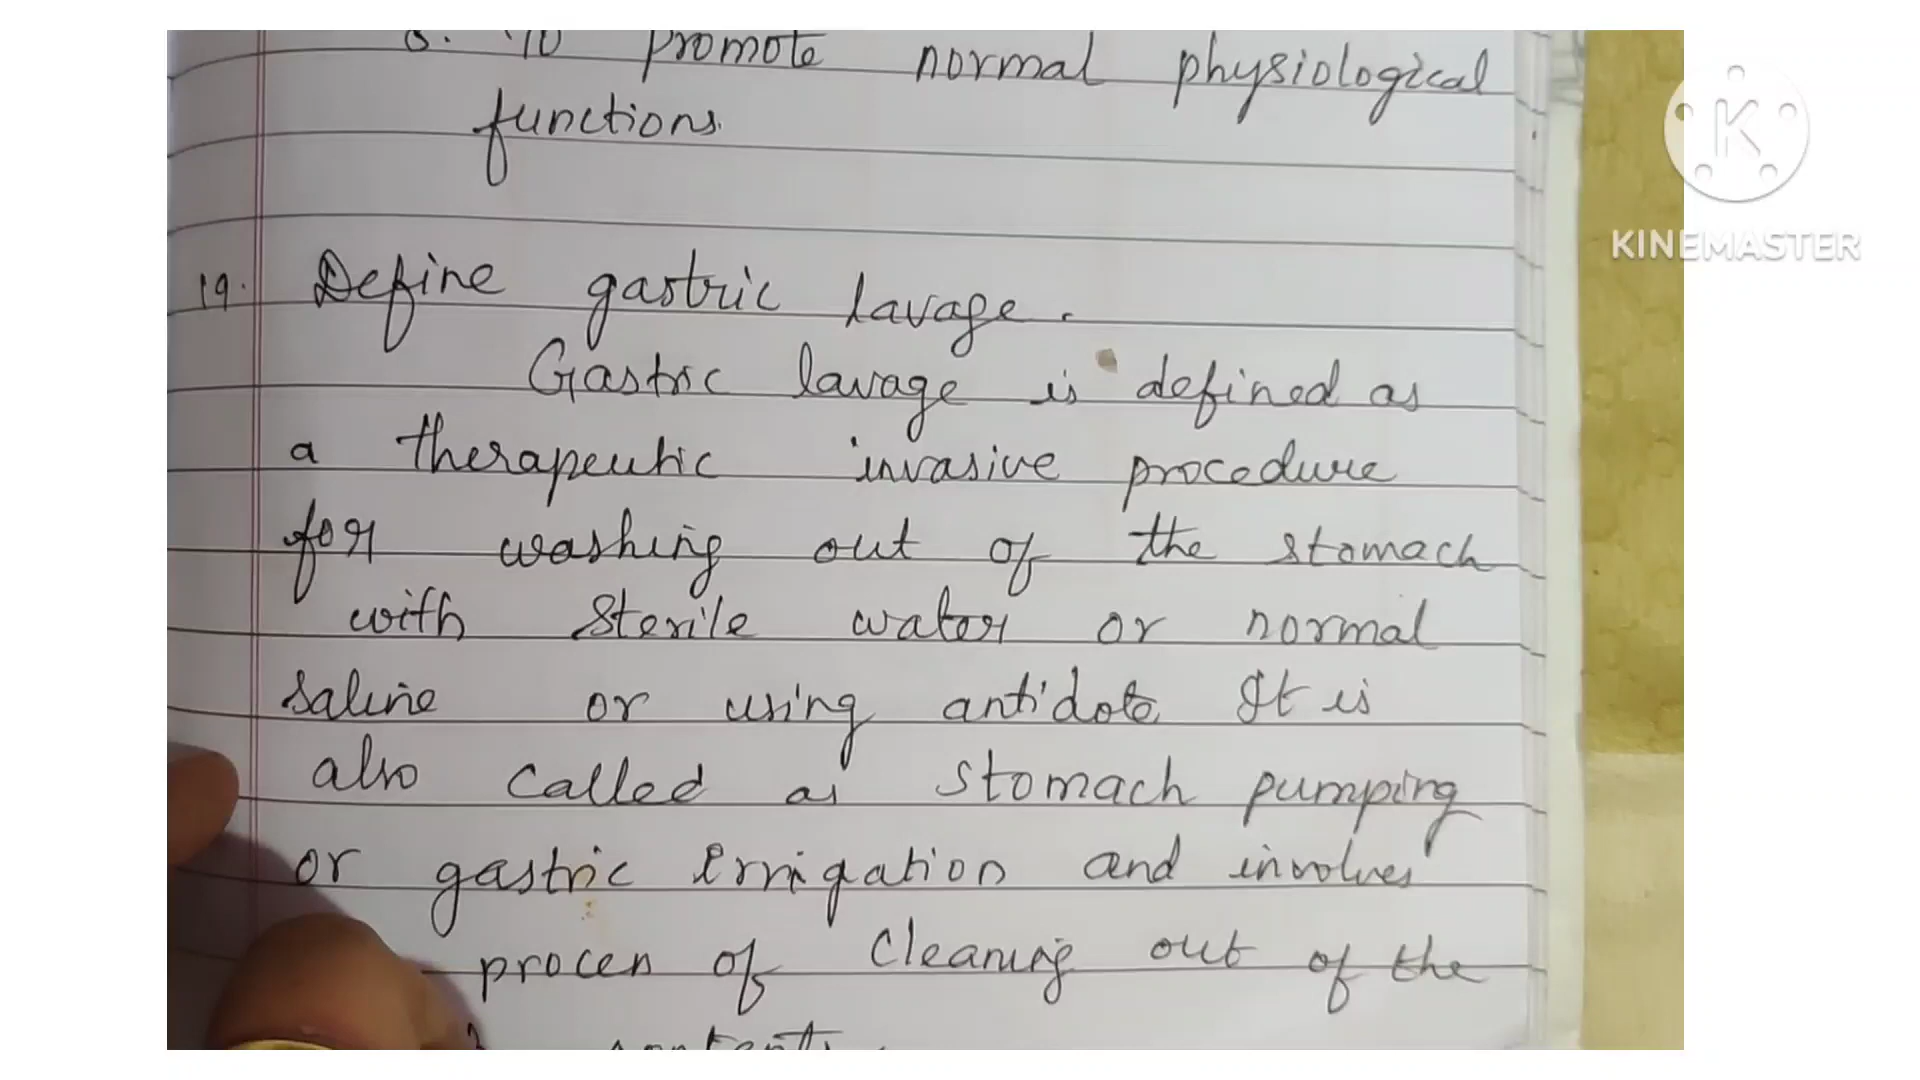 To promote normal physiological
functions.
19. Define gastric lavage.
Gastric lavage is defined as
a therapeutic invasive procedure
for washing out of the stomach
with sterile water or normal
saline or using antidote It is
also called as stomach pumping
or gastric Irrigation and involves
process of cleaning out of the
contents.
KINEMASTER